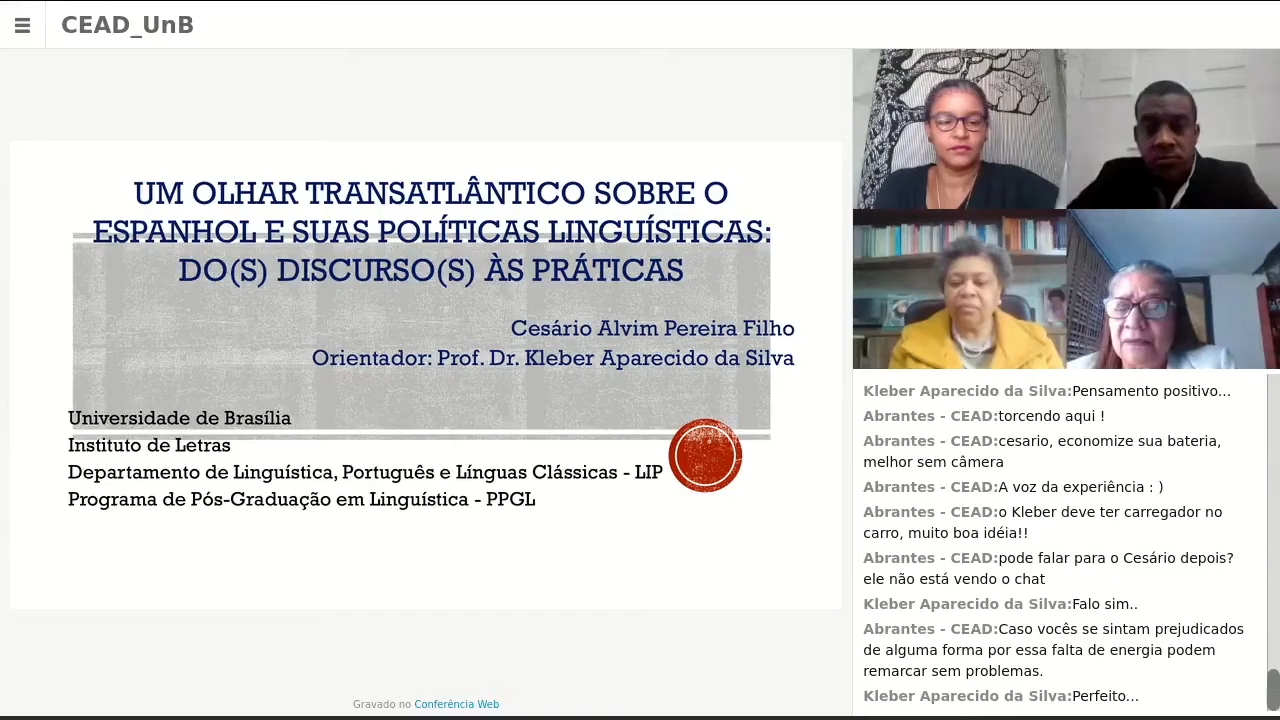 CEAD_UnB
UM OLHAR TRANSATLÂNTICO SOBRE O
ESPANHOL E SUAS POLÍTICAS LINGUÍSTICAS:
DO(S) DISCURSO(S) ÀS PRÁTICAS
Cesário Alvim Pereira Filho
Orientador: Prof. Dr. Kleber Aparecido da Silva
Universidade de Brasília
Instituto de Letras
Departamento de Linguística, Português e Línguas Clássicas - LIP
Programa de Pós-Graduação em Linguística - PPGL
Gravado no Conferência Web
Kleber Aparecido da Silva:Pensamento positivo...
Abrantes - CEAD:torcendo aqui !
Abrantes - CEAD:cesario, economize sua bateria,
melhor sem câmera
Abrantes - CEAD:A voz da experiência : )
Abrantes - CEAD:o Kleber deve ter carregador no
carro, muito boa idéia!!
Abrantes - CEAD:pode falar para o Cesário depois?
ele não está vendo o chat
Kleber Aparecido da Silva:Falo sim..
Abrantes - CEAD:Caso vocês se sintam prejudicados
de alguma forma por essa falta de energia podem
remarcar sem problemas.
Kleber Aparecido da Silva:Perfeito...